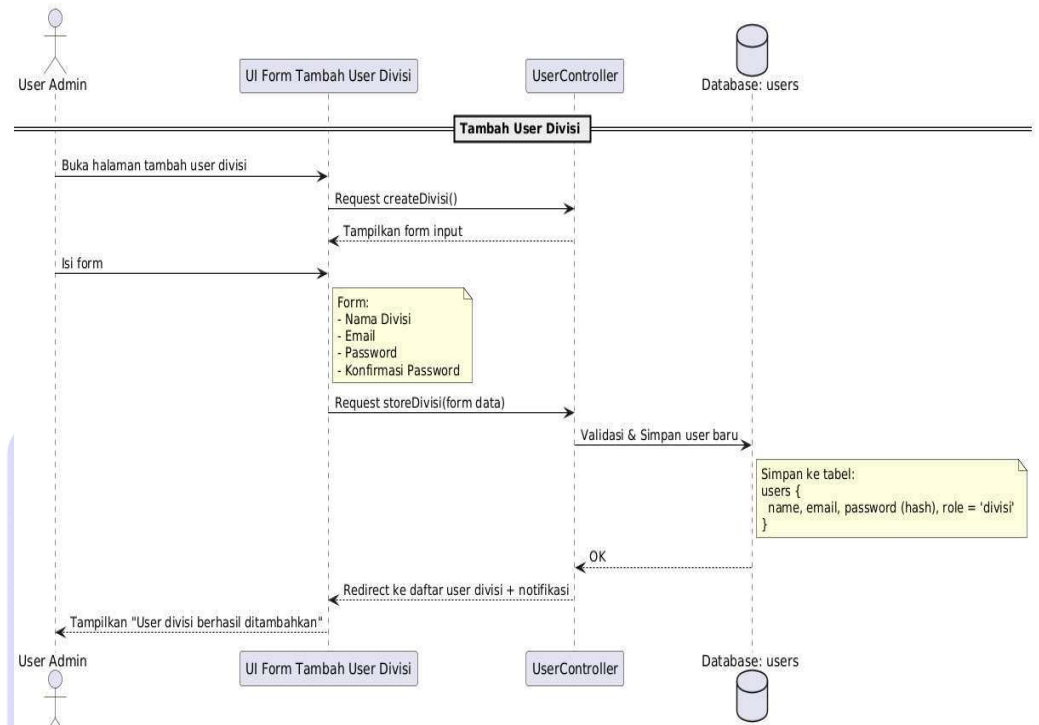 User Admin
UI Form Tambah User Divisi
UserController
Database: users
Tambah User Divisi
Buka halaman tambah user divisi
Request createDivisi()
Tampilkan form input
Isi form
Form:
- Nama Divisi
- Email
- Password
- Konfirmasi Password
Request storeDivisi(form data)
Validasi & Simpan user baru
Simpan ke tabel:
users {
name, email, password (hash), role = 'divisi'
}
OK
Redirect ke daftar user divisi + notifikasi
Tampilkan "User divisi berhasil ditambahkan"
User Admin
UI Form Tambah User Divisi
UserController
Database: users